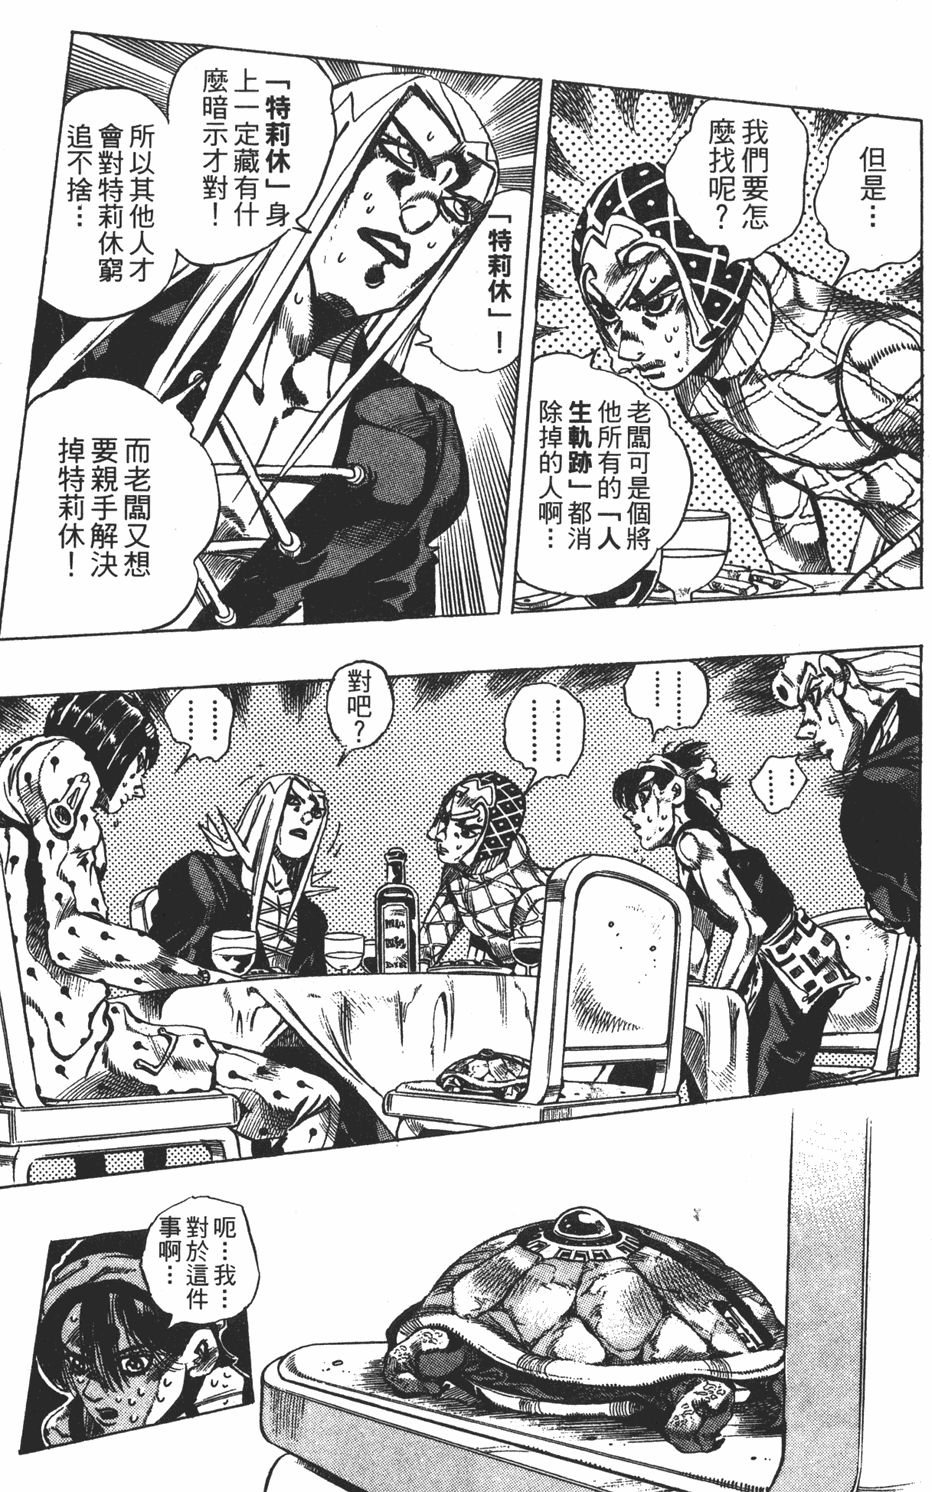 但是…
我們要怎
麼找呢？
老闆可是個將
他所有的「人
生軌跡」都消
除掉的人啊…
「特莉休」！
「特莉休」身
上一定藏有什
麼暗示才對！
所以其他人才
會對特莉休窮
追不捨…
而老闆又想
要親手解決
掉特莉休！
……
……
……
對吧？
……
呃…我…
對於這件
事啊…